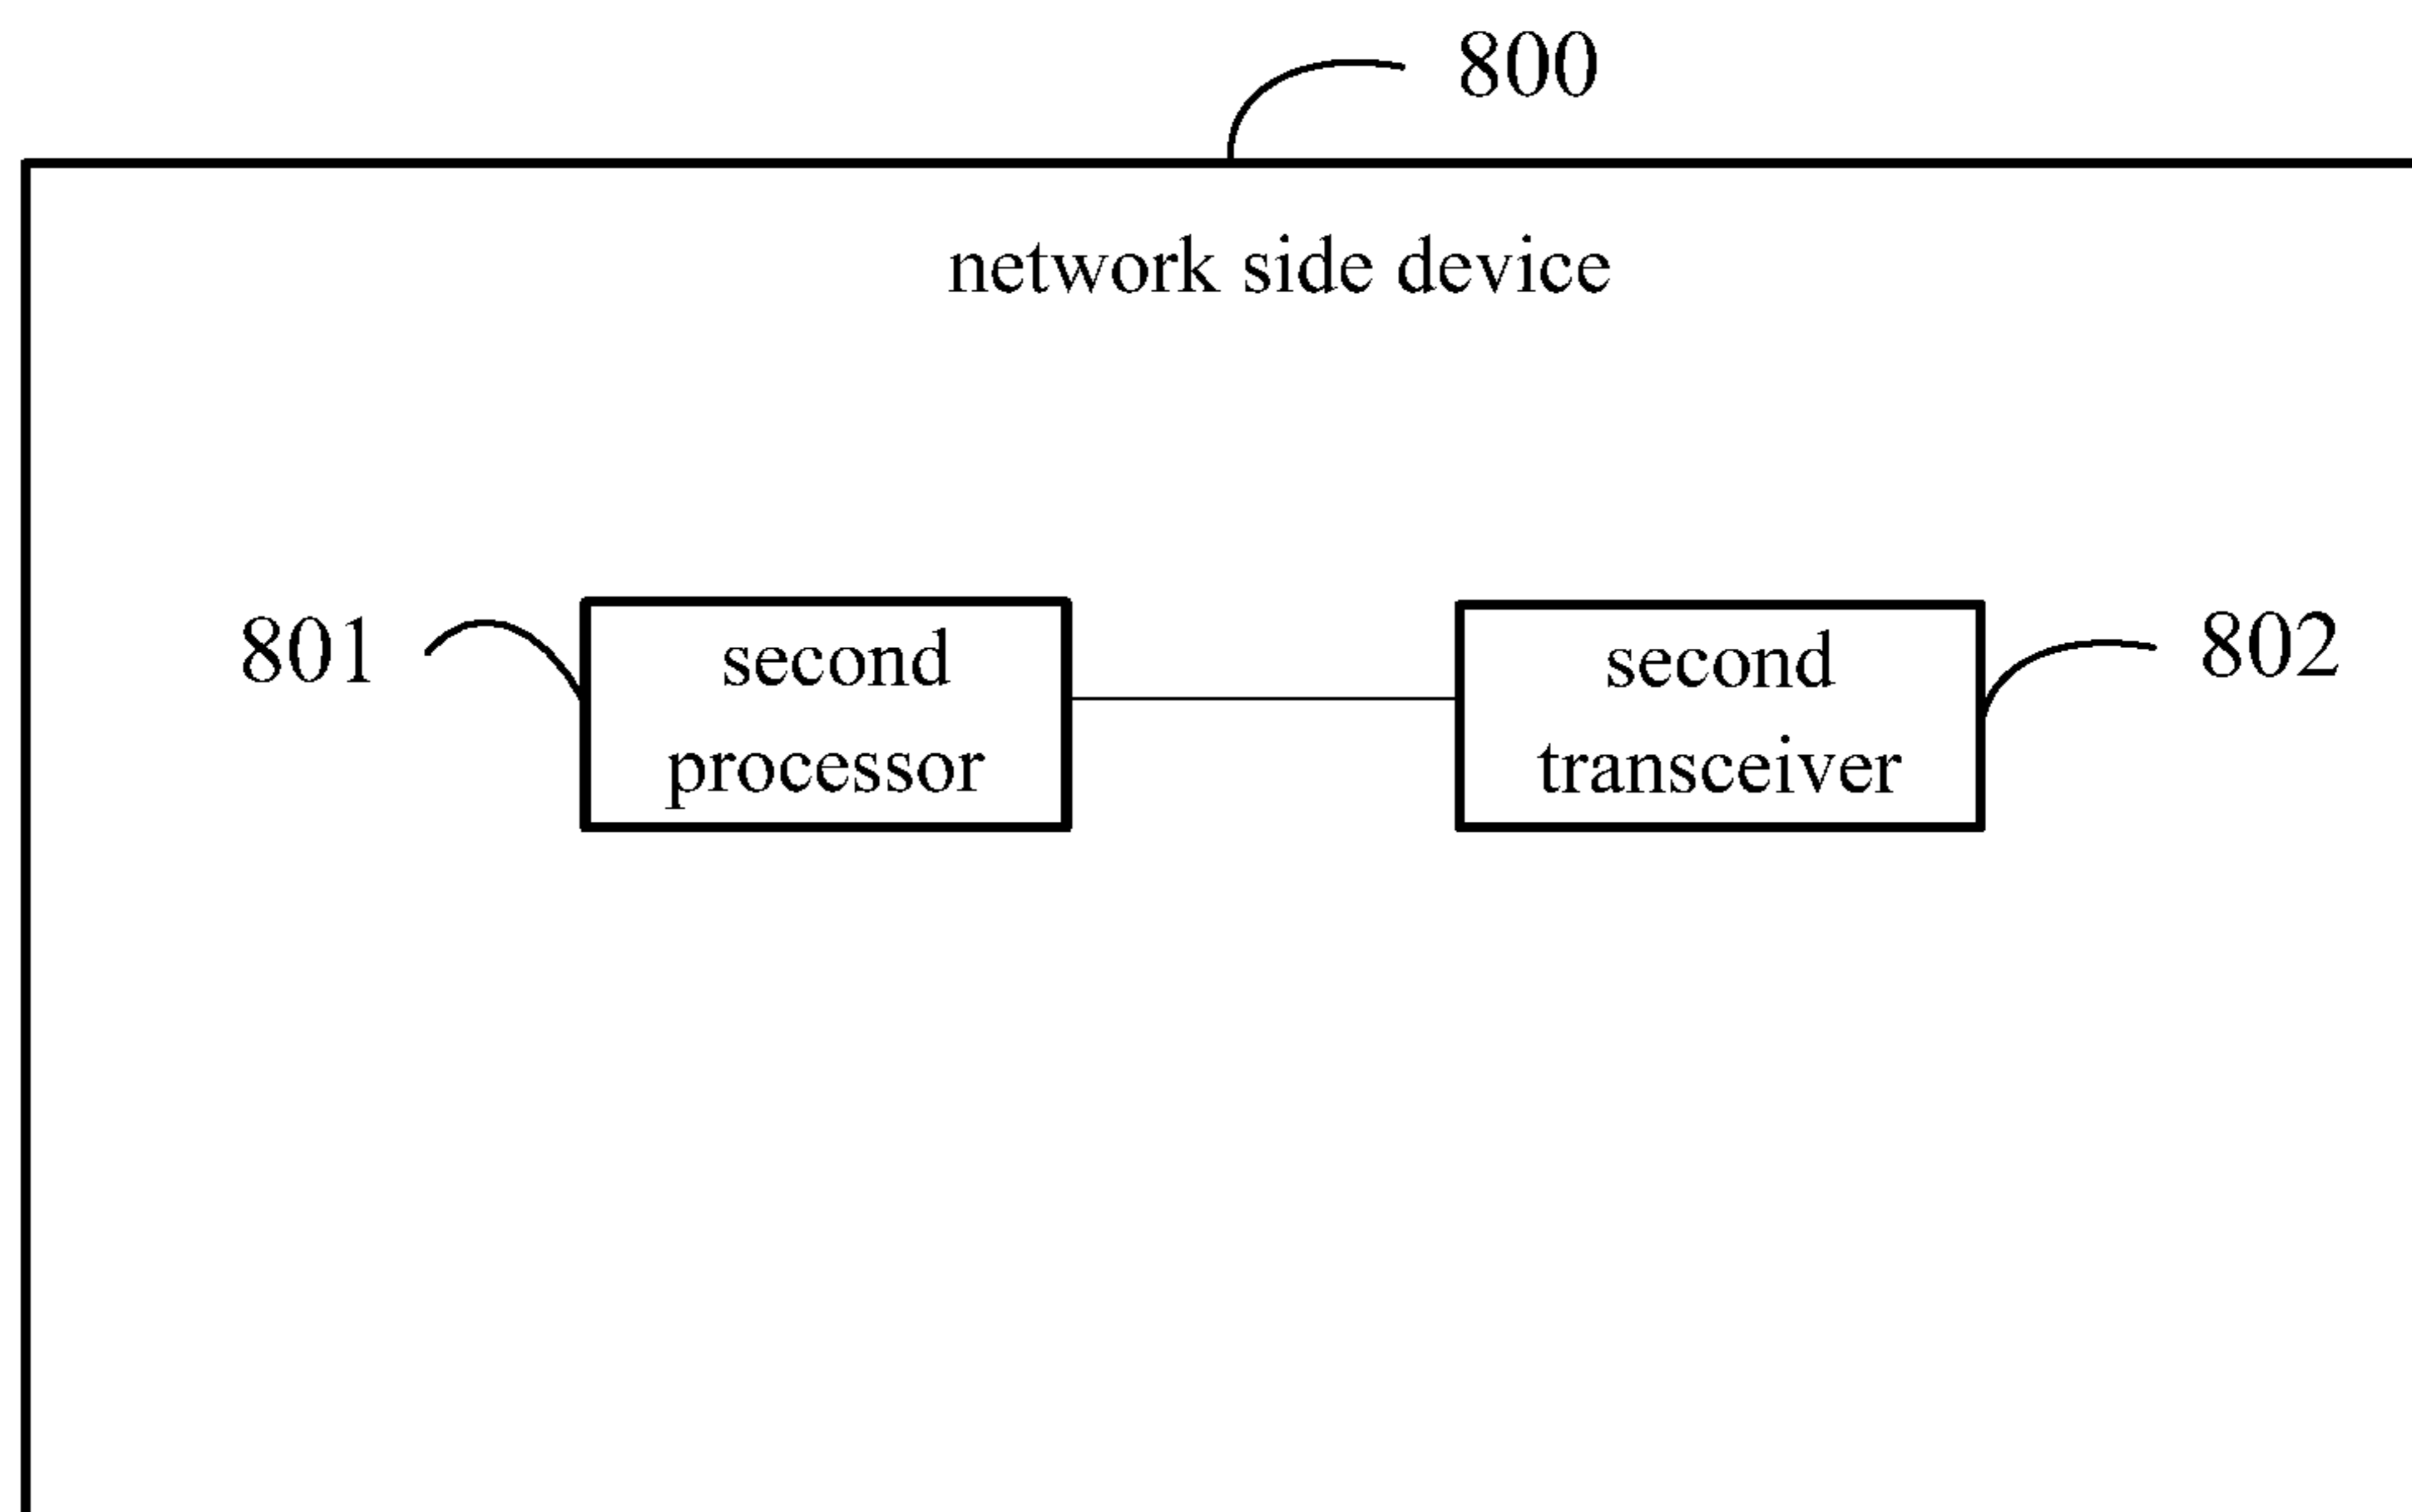 800
network side device
801
second
processor
second
transceiver
802